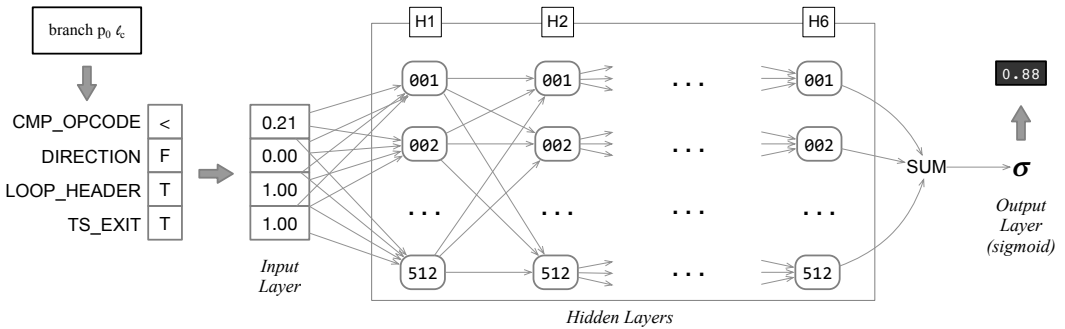 branch p₀ ℓc
H1 H2 H6
CMP_OPCODE < 0.21
DIRECTION F 0.00
LOOP_HEADER T 1.00
TS_EXIT T 1.00
Input
Layer
001 001 ... 001
002 002 ... 002
... ... ... ...
512 512 ... 512
Hidden Layers
SUM
σ
0.88
Output
Layer
(sigmoid)